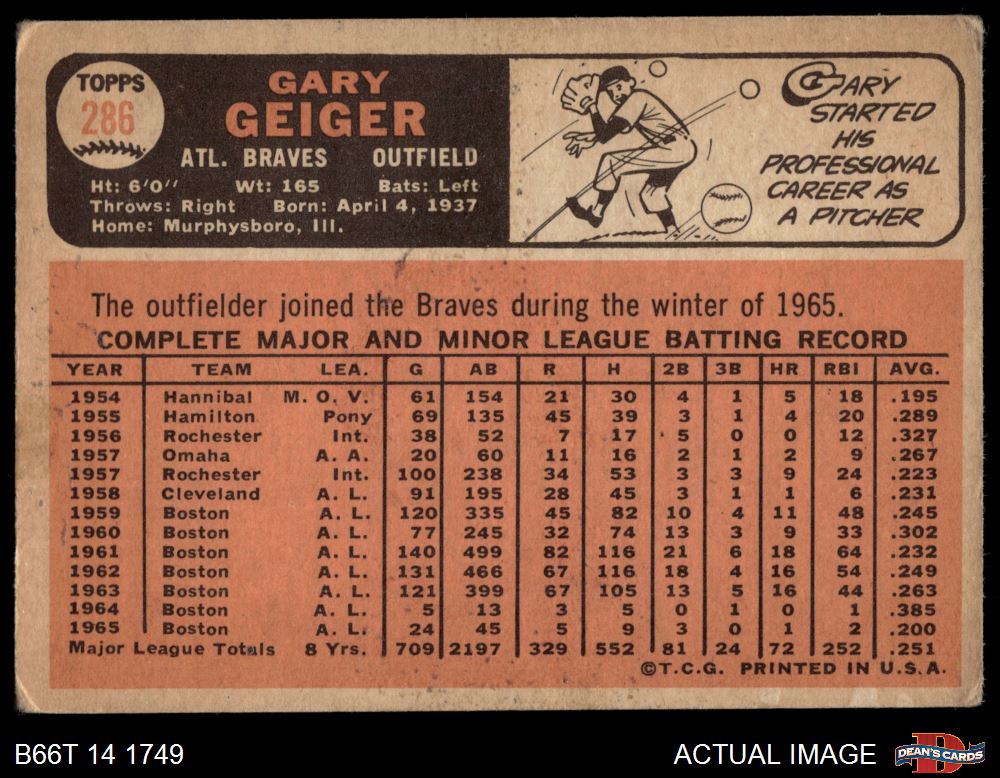 TOPPS
286
GARY
GEIGER
ATL. BRAVES OUTFIELD
Ht: 6'0" Wt: 165 Bats: Left
Throws: Right Born: April 4, 1937
Home: Murphysboro, Ill.
GARY
STARTED
HIS
PROFESSIONAL
CAREER AS
A PITCHER
The outfielder joined the Braves during the winter of 1965.
COMPLETE MAJOR AND MINOR LEAGUE BATTING RECORD
YEAR TEAM LEA. G AB R H 2B 3B HR RBI AVG.
1954 Hannibal M. O. V. 61 154 21 30 4 1 5 18 .195
1955 Hamilton Pony 69 135 45 39 3 1 4 20 .289
1956 Rochester Int. 38 52 7 17 5 0 0 12 .327
1957 Omaha A. A. 20 60 11 16 2 1 2 9 .267
1957 Rochester Int. 100 238 34 53 3 3 9 24 .223
1958 Cleveland A. L. 91 195 28 45 3 1 1 6 .231
1959 Boston A. L. 120 335 45 82 10 4 11 48 .245
1960 Boston A. L. 77 245 32 74 13 3 9 33 .302
1961 Boston A. L. 140 499 82 116 21 6 18 64 .232
1962 Boston A. L. 131 466 67 116 18 4 16 54 .249
1963 Boston A. L. 121 399 67 105 13 5 16 44 .263
1964 Boston A. L. 5 13 3 5 0 1 0 1 .385
1965 Boston A. L. 24 45 5 9 3 0 1 2 .200
Major League Totals 8 Yrs. 709 2197 329 552 81 24 72 252 .251
©T.C.G. PRINTED IN U.S.A.
B66T 14 1749
ACTUAL IMAGE
DEAN'S CARDS